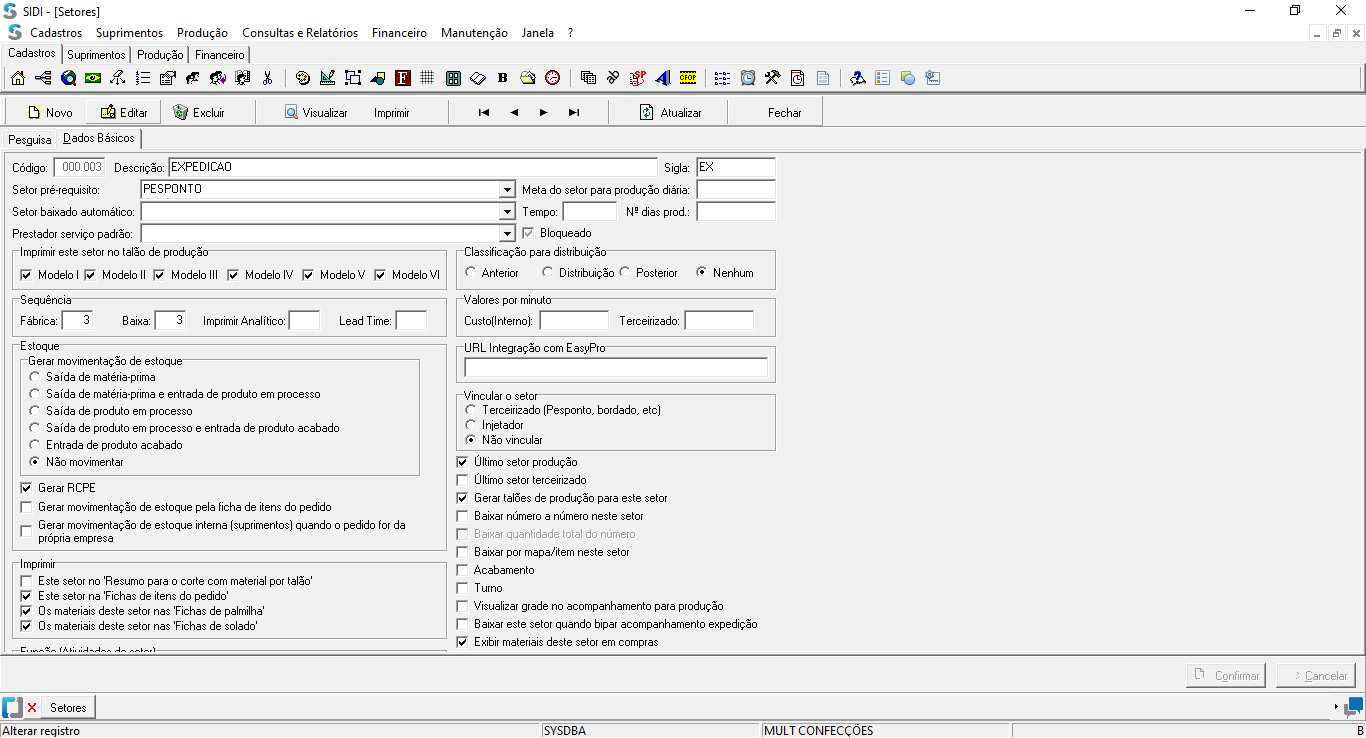 SIDI - [Setores]
Cadastros Suprimentos Produção Consultas e Relatórios Financeiro Manutenção Janela ?
Cadastros Suprimentos Produção Financeiro
Novo Editar Excluir Visualizar Imprimir Atualizar Fechar
Pesquisa Dados Básicos
Código: 000.003 Descrição: EXPEDICAO Sigla: EX
Setor pré-requisito: PESPONTO Meta do setor para produção diária:
Setor baixado automático: Tempo: Nº dias prod.:
Prestador serviço padrão: Bloqueado
Imprimir este setor no talão de produção
Modelo I Modelo II Modelo III Modelo IV Modelo V Modelo VI
Classificação para distribuição
Anterior Distribuição Posterior Nenhum
Sequência
Fábrica: 3 Baixa: 3 Imprimir Analítico: Lead Time:
Valores por minuto
Custo(Interno): Terceirizado:
Estoque
Gerar movimentação de estoque
Saída de matéria-prima
Saída de matéria-prima e entrada de produto em processo
Saída de produto em processo
Saída de produto em processo e entrada de produto acabado
Entrada de produto acabado
Não movimentar
Gerar RCPE
Gerar movimentação de estoque pela ficha de itens do pedido
Gerar movimentação de estoque interna (suprimentos) quando o pedido for da
própria empresa
Imprimir
Este setor no 'Resumo para o corte com material por talão'
Este setor na 'Fichas de itens do pedido'
Os materiais deste setor nas 'Fichas de palmilha'
Os materiais deste setor nas 'Fichas de solado'
Função (Atividades do setor)
URL Integração com EasyPro
Vincular o setor
Terceirizado (Pesponto, bordado, etc)
Injetador
Não vincular
Último setor produção
Último setor terceirizado
Gerar talões de produção para este setor
Baixar número a número neste setor
Baixar quantidade total do número
Baixar por mapa/item neste setor
Acabamento
Turno
Visualizar grade no acompanhamento para produção
Baixar este setor quando bipar acompanhamento expedição
Exibir materiais deste setor em compras
Confirmar Cancelar
Setores
Alterar registro SYSDBA MULT CONFECÇÕES B